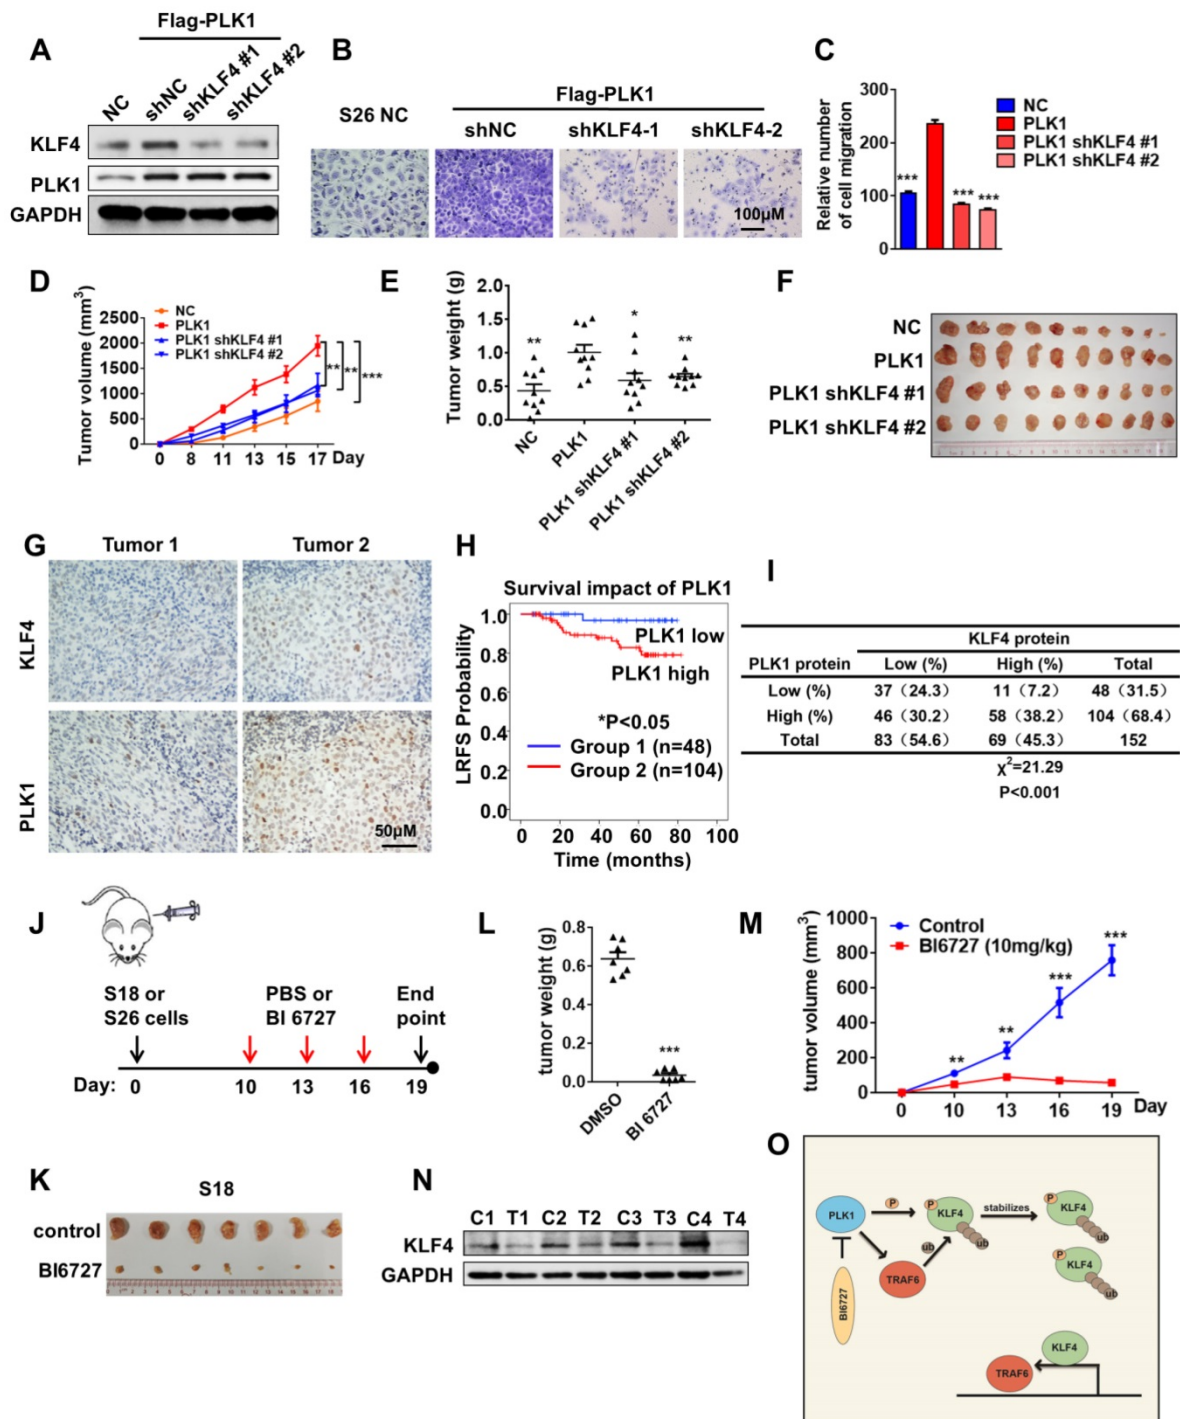 A
Flag-PLK1
NC
shNC
shKLF4 #1
shKLF4 #2
KLF4
PLK1
GAPDH
B
Flag-PLK1
S26 NC
shNC
shKLF4-1
shKLF4-2
100μM
C
Relative number
of cell migration
300
200
100
0
***
***
***
NC
PLK1
PLK1 shKLF4 #1
PLK1 shKLF4 #2
D
Tumor volume (mm³)
2500
2000
1500
1000
500
0
NC
PLK1
PLK1 shKLF4 #1
PLK1 shKLF4 #2
**
**
***
0 8 11 13 15 17 Day
E
Tumor weight (g)
2.0
1.5
1.0
0.5
0.0
**
*
**
NC
PLK1
PLK1 shKLF4 #1
PLK1 shKLF4 #2
F
NC
PLK1
PLK1 shKLF4 #1
PLK1 shKLF4 #2
G
Tumor 1
Tumor 2
KLF4
PLK1
50μM
H
Survival impact of PLK1
LRFS Probability
1.0
0.8
0.6
0.4
0.2
0.0
PLK1 low
PLK1 high
*P<0.05
Group 1 (n=48)
Group 2 (n=104)
0 20 40 60 80 100
Time (months)
I
KLF4 protein
PLK1 protein Low (%) High (%) Total
Low (%) 37（24.3） 11（7.2） 48（31.5）
High (%) 46（30.2） 58（38.2） 104（68.4）
Total 83（54.6） 69（45.3） 152
χ²=21.29
P<0.001
J
S18 or
S26 cells
PBS or
BI 6727
End
point
Day: 0 10 13 16 19
L
tumor weight (g)
0.8
0.6
0.4
0.2
0.0
***
DMSO
BI 6727
M
tumor volume (mm³)
1000
800
600
400
200
0
Control
BI6727 (10mg/kg)
**
**
***
***
0 10 13 16 19 Day
K
S18
control
BI6727
N
C1 T1 C2 T2 C3 T3 C4 T4
KLF4
GAPDH
O
PLK1
P
P
KLF4
ub
stabilizes
P
KLF4
ub
ub
TRAF6
BI6727
P
KLF4
ub
KLF4
TRAF6